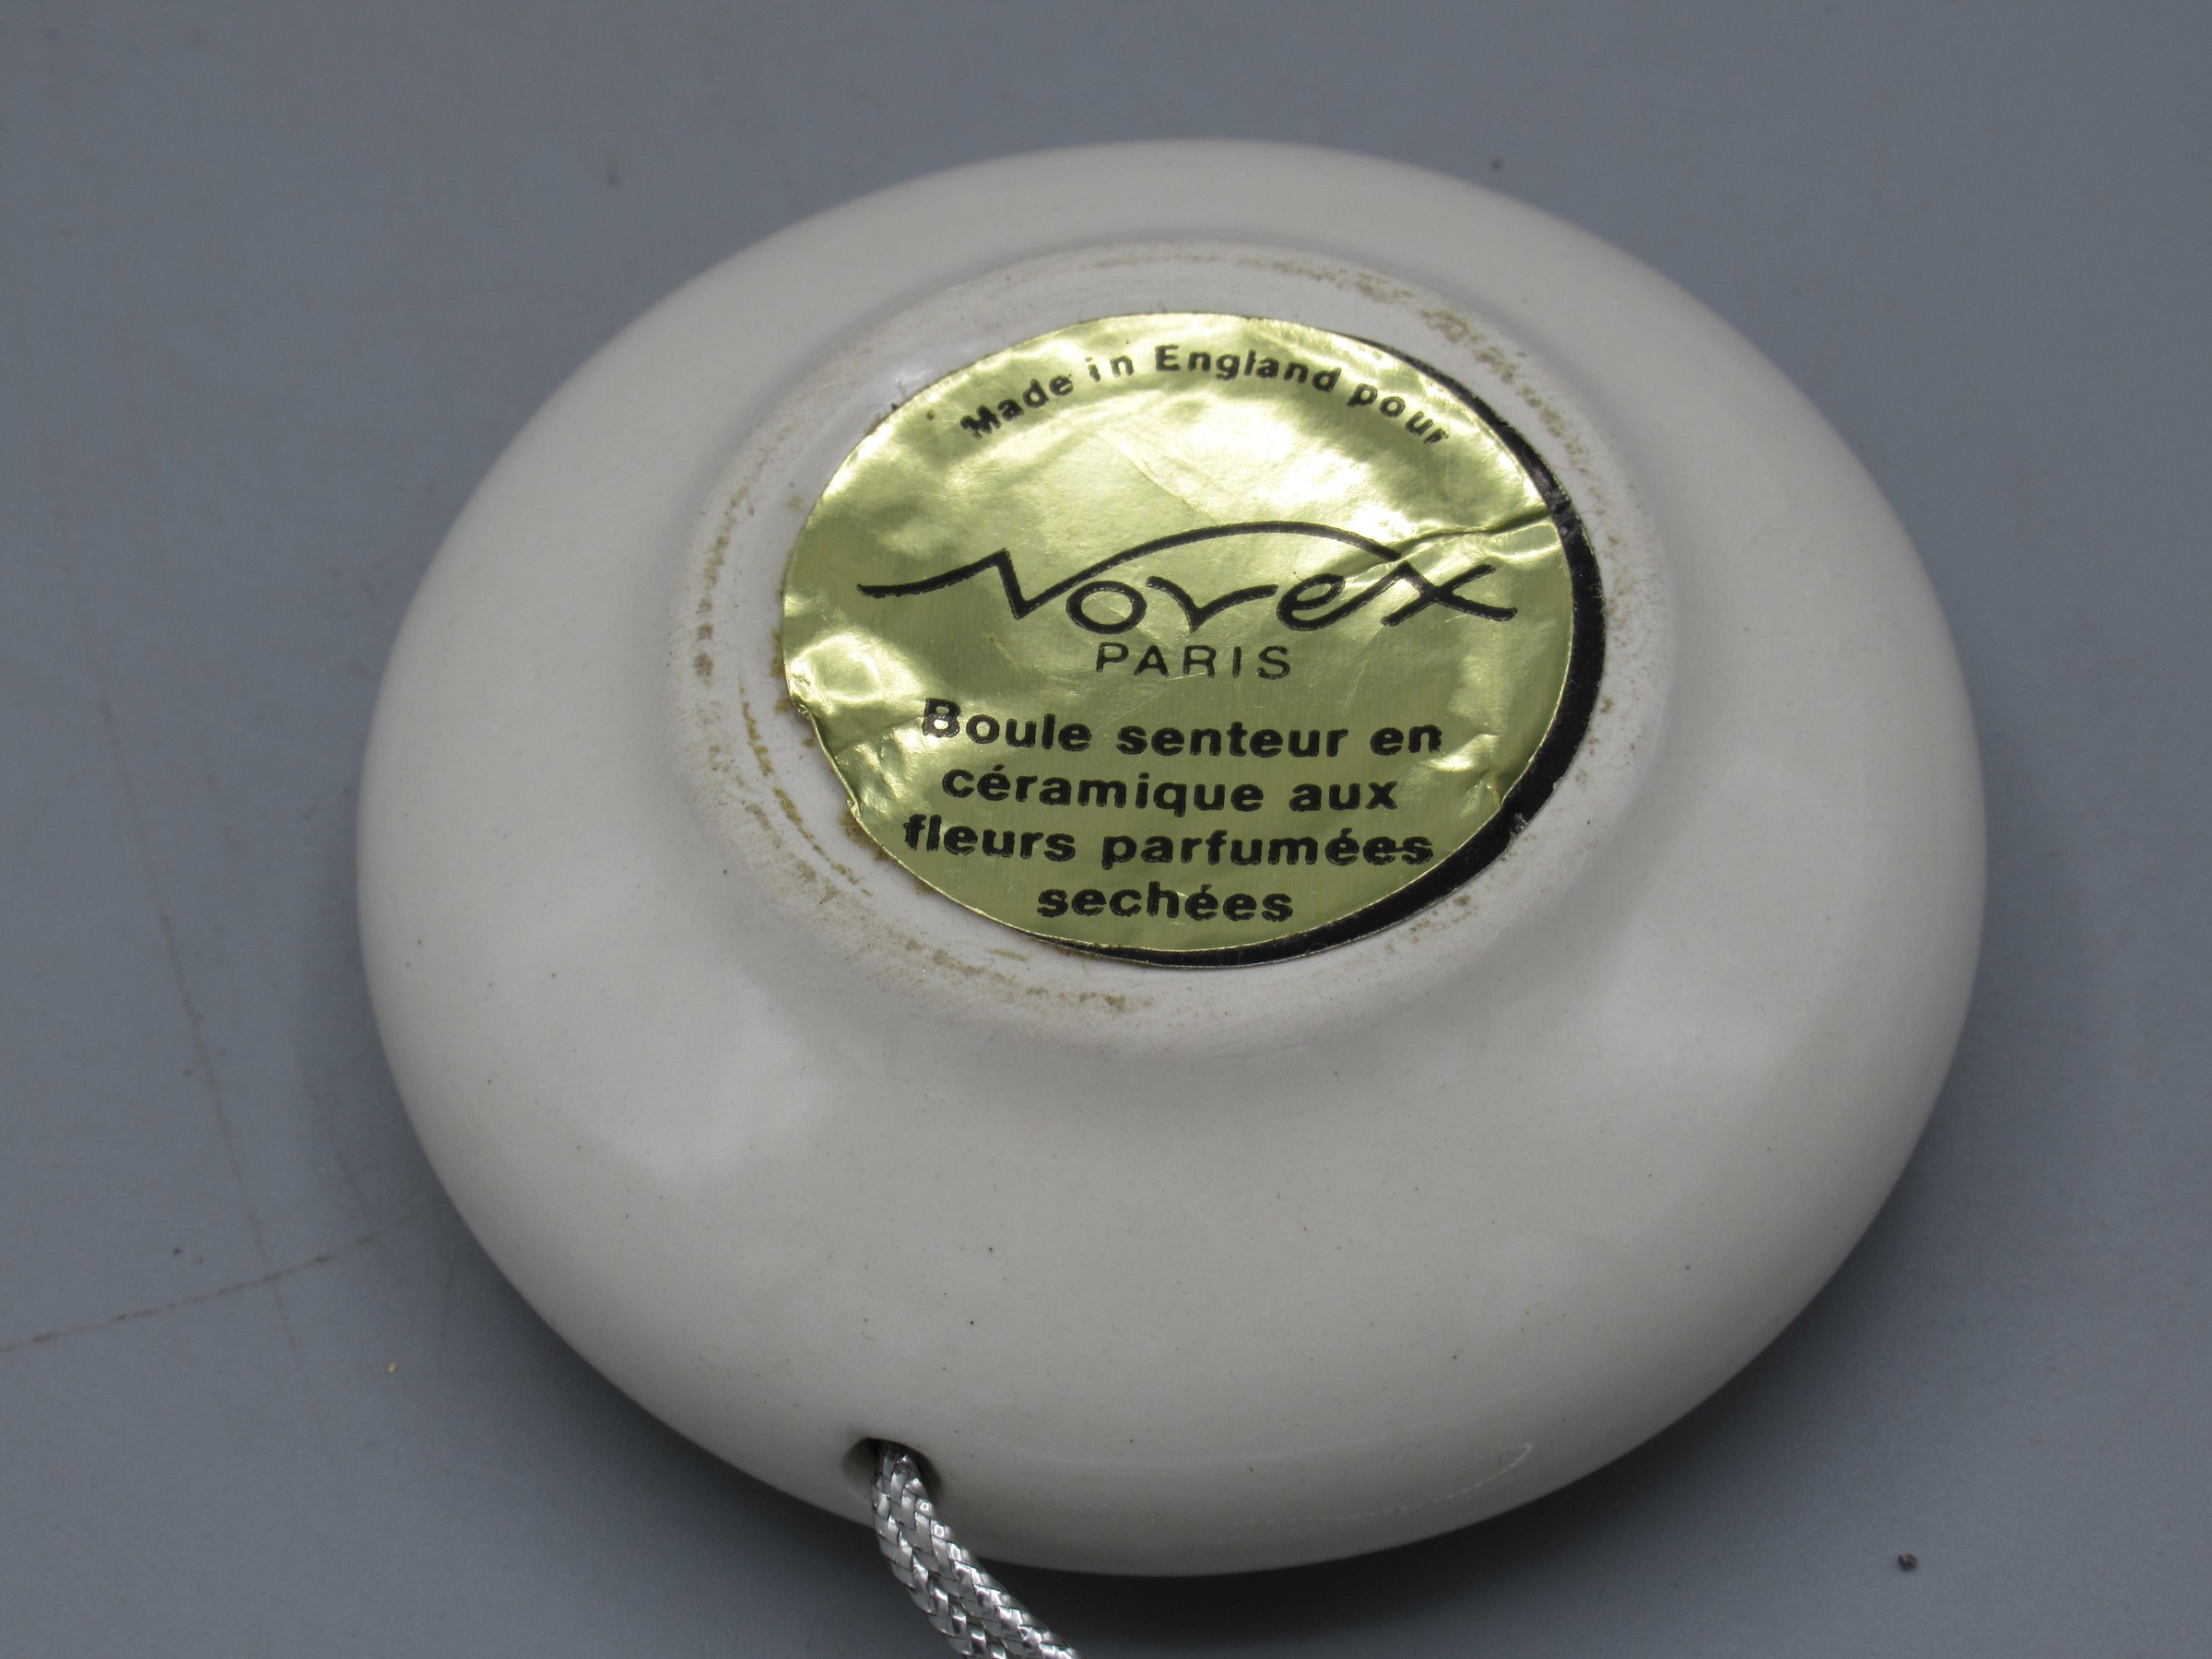 Made in England pour
Novex
PARIS
Boule senteur en
céramique aux
fleurs parfumées
sechées